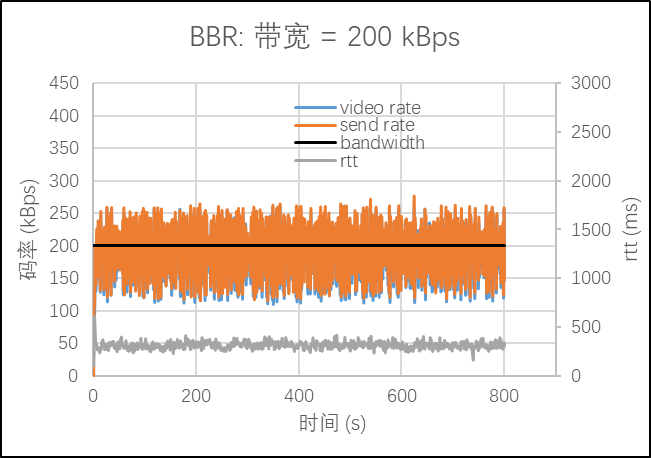 BBR: 带宽 = 200 kBps
450
400
350
300
250
200
150
100
50
0
码率 (kBps)
video rate
send rate
bandwidth
rtt
3000
2500
2000
1500
1000
500
0
rtt (ms)
0
200
400
600
800
时间 (s)